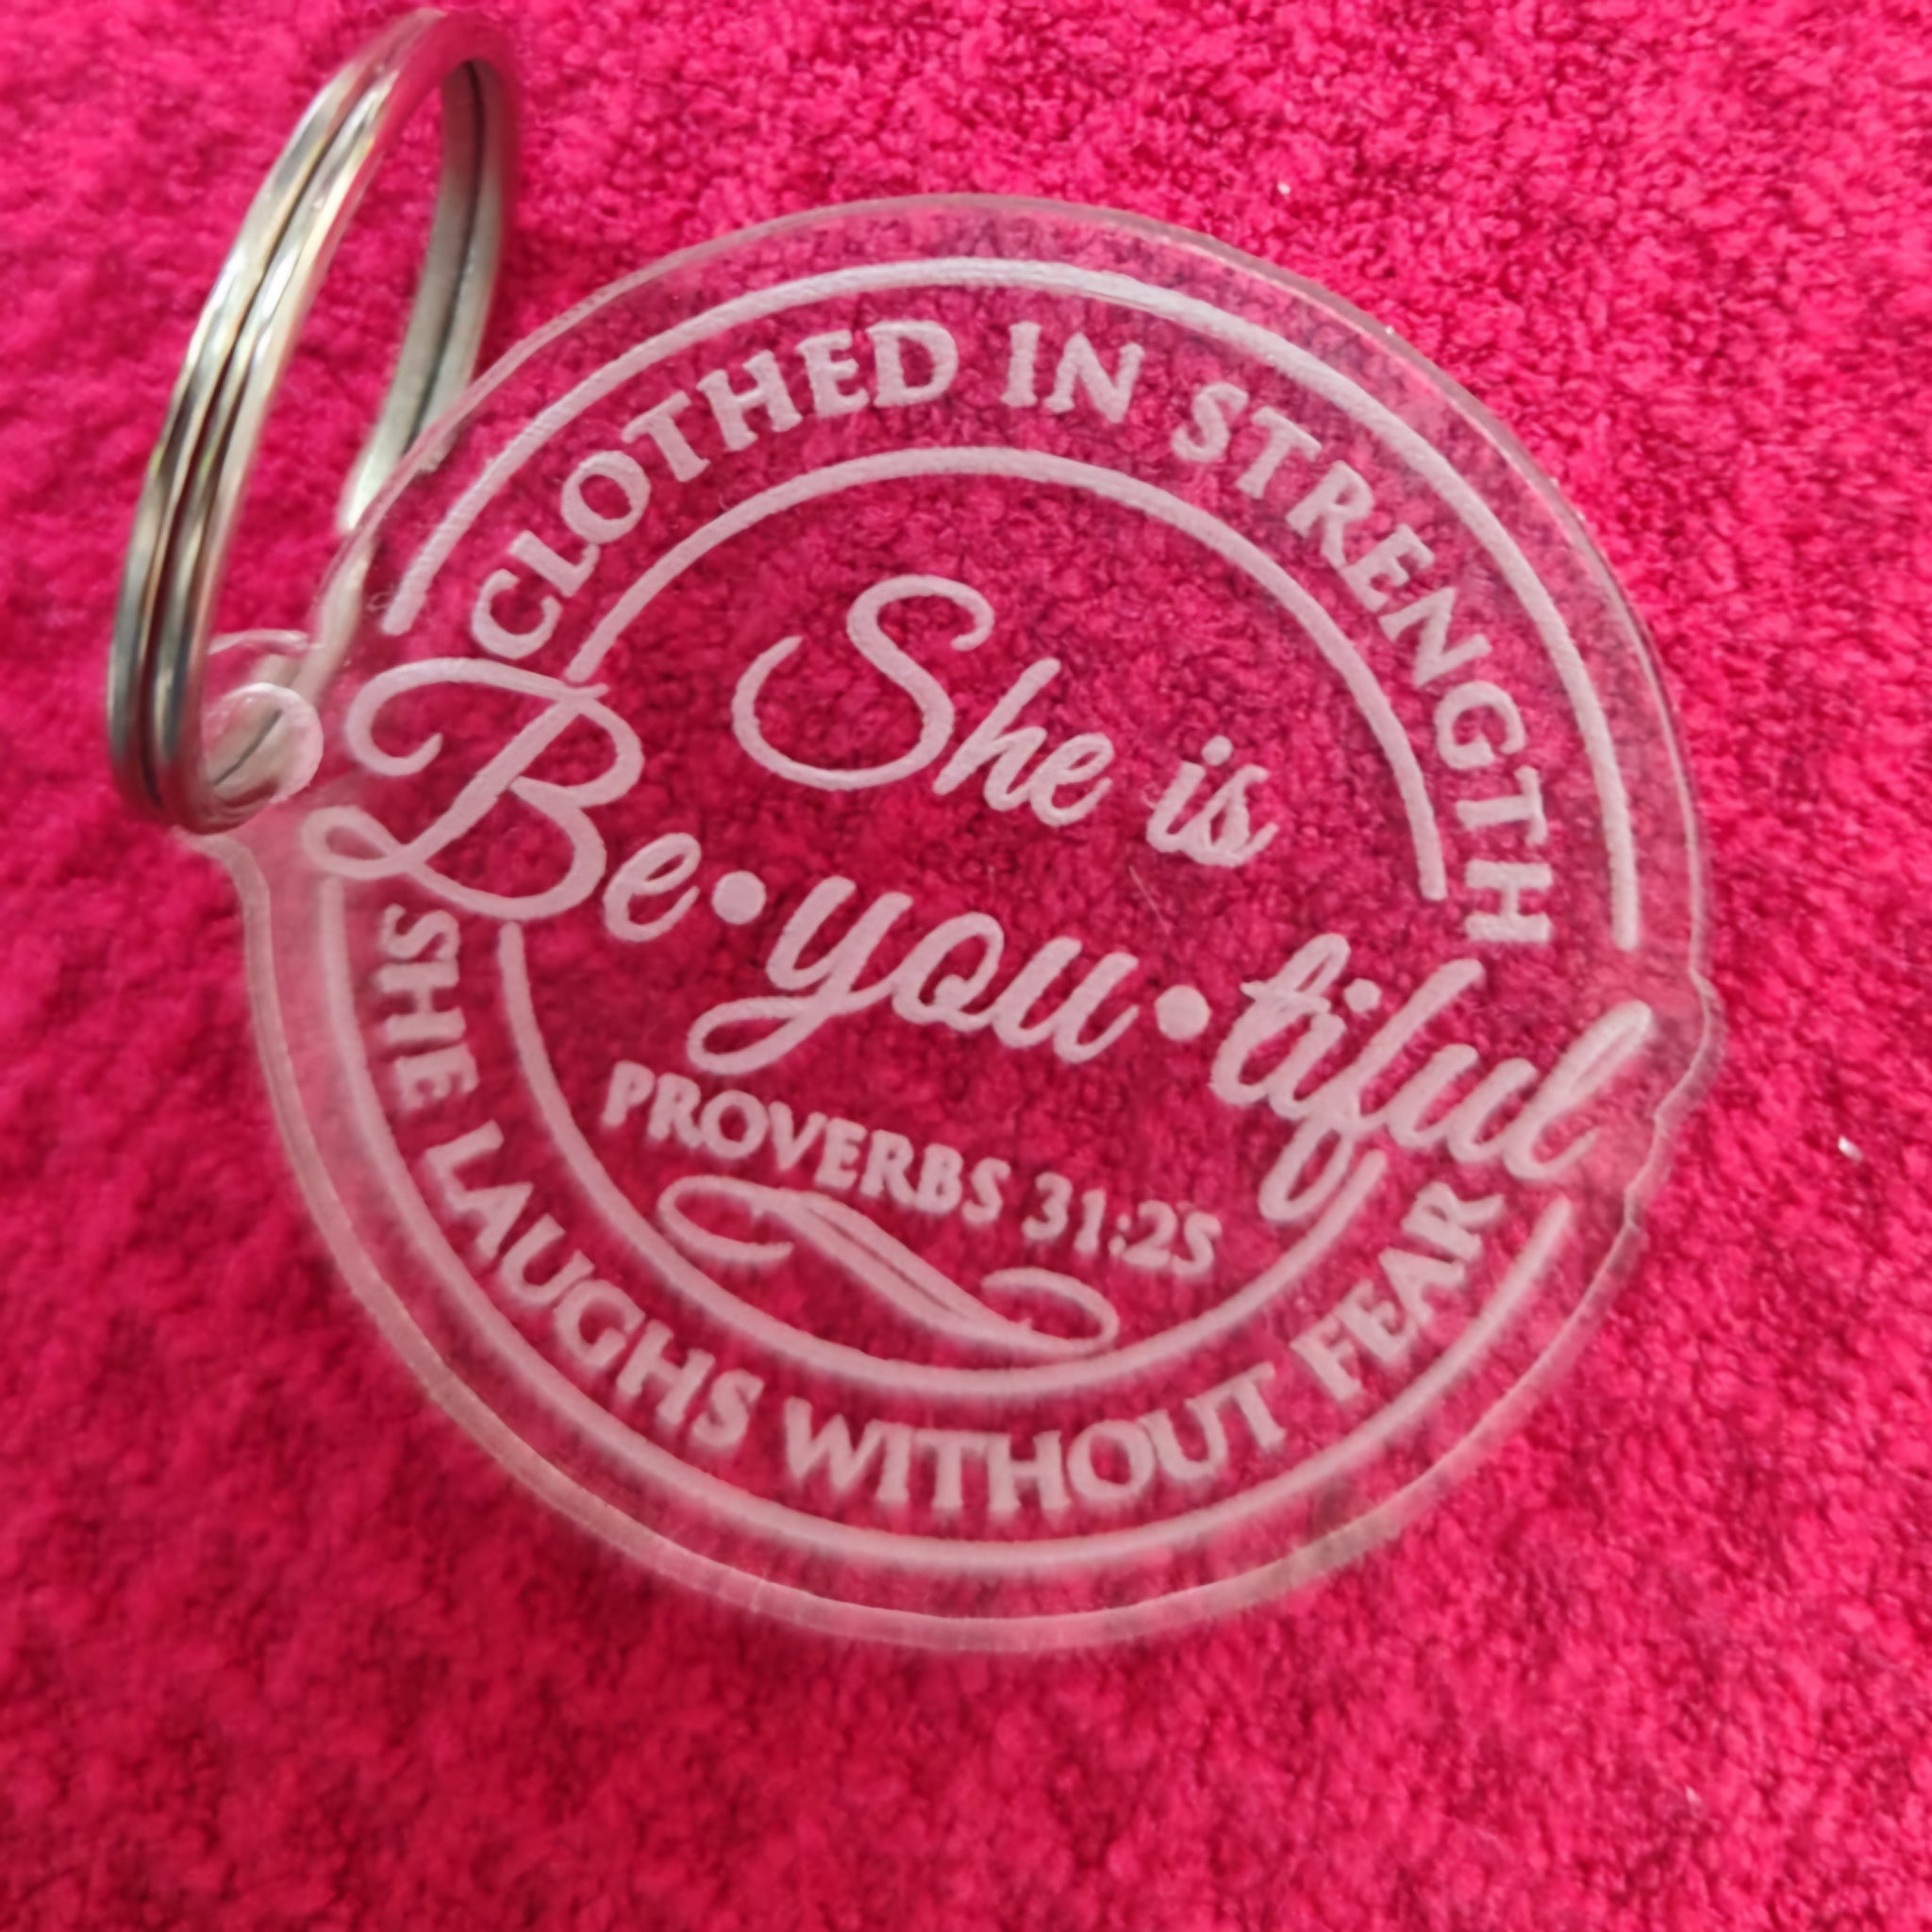 CLOTHED IN STRENGTH
She is
Be•you•tiful
PROVERBS 31:25
SHE LAUGHS WITHOUT FEAR